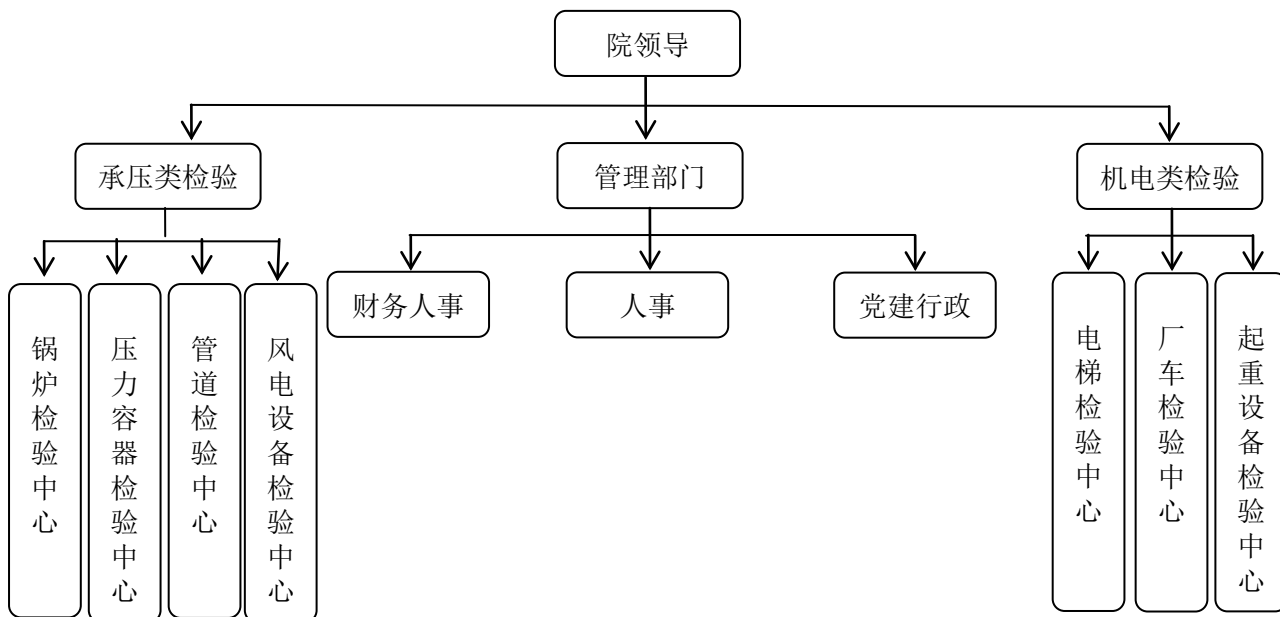 院领导
承压类检验
管理部门
机电类检验
财务人事
人事
党建行政
锅炉检验中心
压力容器检验中心
管道检验中心
风电设备检验中心
电梯检验中心
厂车检验中心
起重设备检验中心